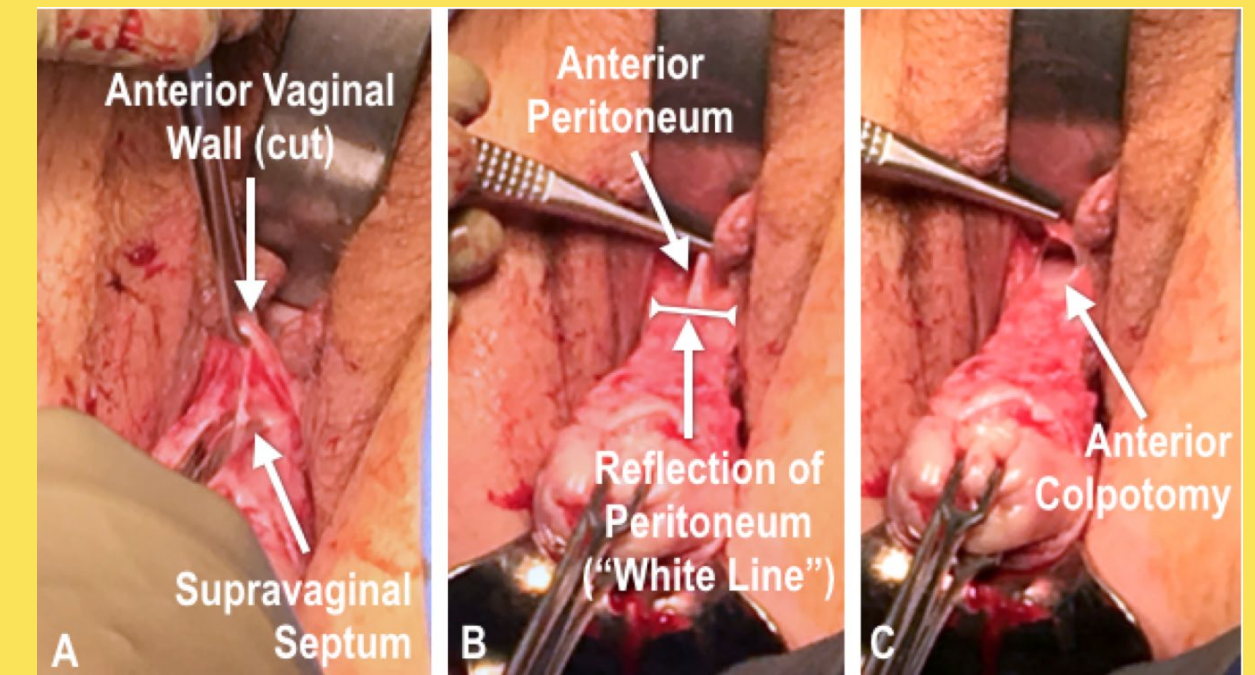 Anterior Vaginal
Wall (cut)
Supravaginal
Septum
A
Anterior
Peritoneum
Reflection of
Peritoneum
(“White Line”)
B
Anterior
Colpotomy
C